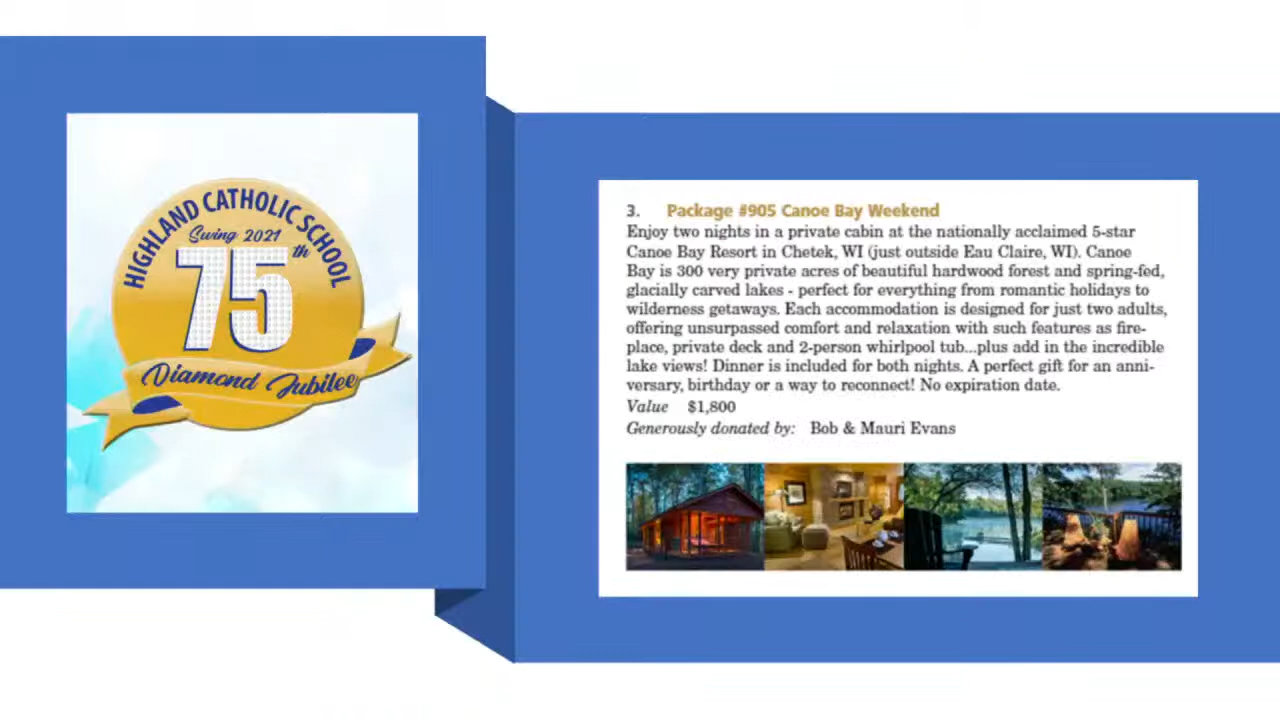 HIGHLAND CATHOLIC SCHOOL
Swing 2021
75th
Diamond Jubilee
3. Package #905 Canoe Bay Weekend
Enjoy two nights in a private cabin at the nationally acclaimed 5-star
Canoe Bay Resort in Chetek, WI (just outside Eau Claire, WI). Canoe
Bay is 300 very private acres of beautiful hardwood forest and spring-fed,
glacially carved lakes - perfect for everything from romantic holidays to
wilderness getaways. Each accommodation is designed for just two adults,
offering unsurpassed comfort and relaxation with such features as fire-
place, private deck and 2-person whirlpool tub...plus add in the incredible
lake views! Dinner is included for both nights. A perfect gift for an anni-
versary, birthday or a way to reconnect! No expiration date.
Value $1,800
Generously donated by: Bob & Mauri Evans